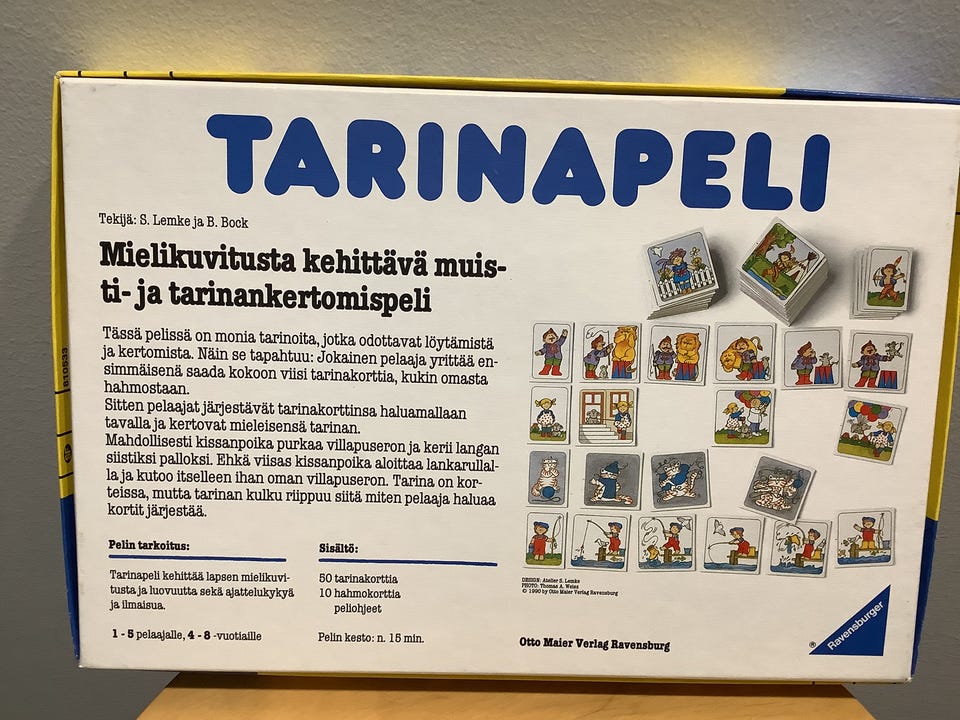 TARINAPELI
Tekijä: S. Lemke ja B. Bock
Mielikuvitusta kehittävä muis-
ti- ja tarinankertomispeli
Tässä pelissä on monia tarinoita, jotka odottavat löytämistä
ja kertomista. Näin se tapahtuu: Jokainen pelaaja yrittää en-
simmäisenä saada kokoon viisi tarinakorttia, kukin omasta
hahmostaan.
Sitten pelaajat järjestävät tarinakorttinsa haluamallaan
tavalla ja kertovat mieleisensä tarinan.
Mahdollisesti kissanpoika purkaa villapuseron ja kerii langan
siistiksi palloksi. Ehkä viisas kissanpoika aloittaa lankarullal-
la ja kutoo itselleen ihan oman villapuseron. Tarina on kor-
teissa, mutta tarinan kulku riippuu siitä miten pelaaja haluaa
kortit järjestää.
Pelin tarkoitus:
Tarinapeli kehittää lapsen mielikuvi-
tusta ja luovuutta sekä ajattelukykyä
ja ilmaisua.
1 - 5 pelaajalle, 4 - 8 -vuotiaille
Sisältö:
50 tarinakorttia
10 hahmokorttia
peliohjeet
Pelin kesto: n. 15 min.
DESIGN: Atelier S. Lemke
PHOTO: Thomas A. Weiss
© 1990 by Otto Maier Verlag Ravensburg
Otto Maier Verlag Ravensburg
® Ravensburger
810533